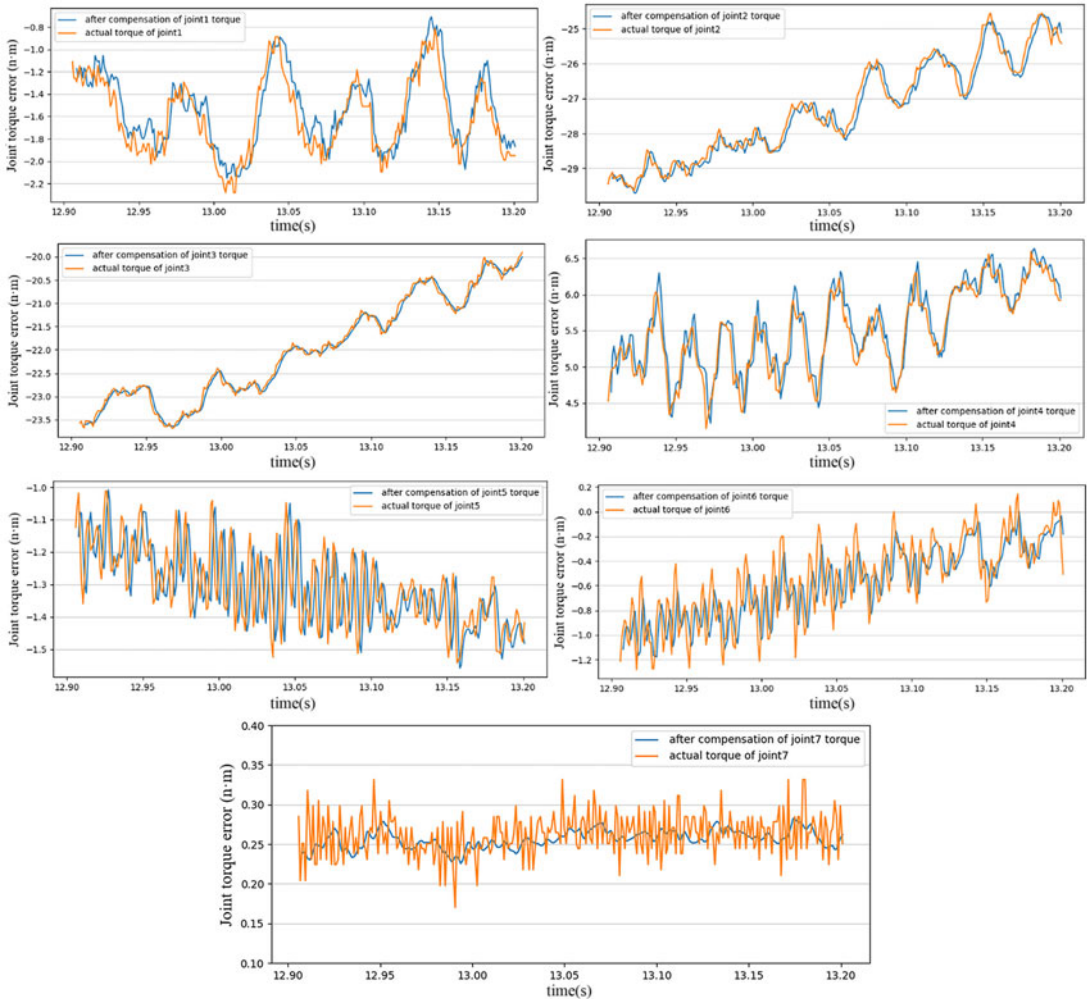 after compensation of joint1 torque
actual torque of joint1
Joint torque error (n·m)
−0.8
−1.0
−1.2
−1.4
−1.6
−1.8
−2.0
−2.2
12.90 12.95 13.00 13.05 13.10 13.15 13.20
time(s)
after compensation of joint2 torque
actual torque of joint2
Joint torque error (n·m)
−25
−26
−27
−28
−29
12.90 12.95 13.00 13.05 13.10 13.15 13.20
time(s)
after compensation of joint3 torque
actual torque of joint3
Joint torque error (n·m)
−20.0
−20.5
−21.0
−21.5
−22.0
−22.5
−23.0
−23.5
12.90 12.95 13.00 13.05 13.10 13.15 13.20
time(s)
Joint torque error (n·m)
6.5
6.0
5.5
5.0
4.5
after compensation of joint4 torque
actual torque of joint4
12.90 12.95 13.00 13.05 13.10 13.15 13.20
time(s)
after compensation of joint5 torque
actual torque of joint5
Joint torque error (n·m)
−1.0
−1.1
−1.2
−1.3
−1.4
−1.5
12.90 12.95 13.00 13.05 13.10 13.15 13.20
time(s)
after compensation of joint6 torque
actual torque of joint6
Joint torque error (n·m)
0.2
0.0
−0.2
−0.4
−0.6
−0.8
−1.0
−1.2
12.90 12.95 13.00 13.05 13.10 13.15 13.20
time(s)
after compensation of joint7 torque
actual torque of joint7
Joint torque error (n·m)
0.40
0.35
0.30
0.25
0.20
0.15
0.10
12.90 12.95 13.00 13.05 13.10 13.15 13.20
time(s)